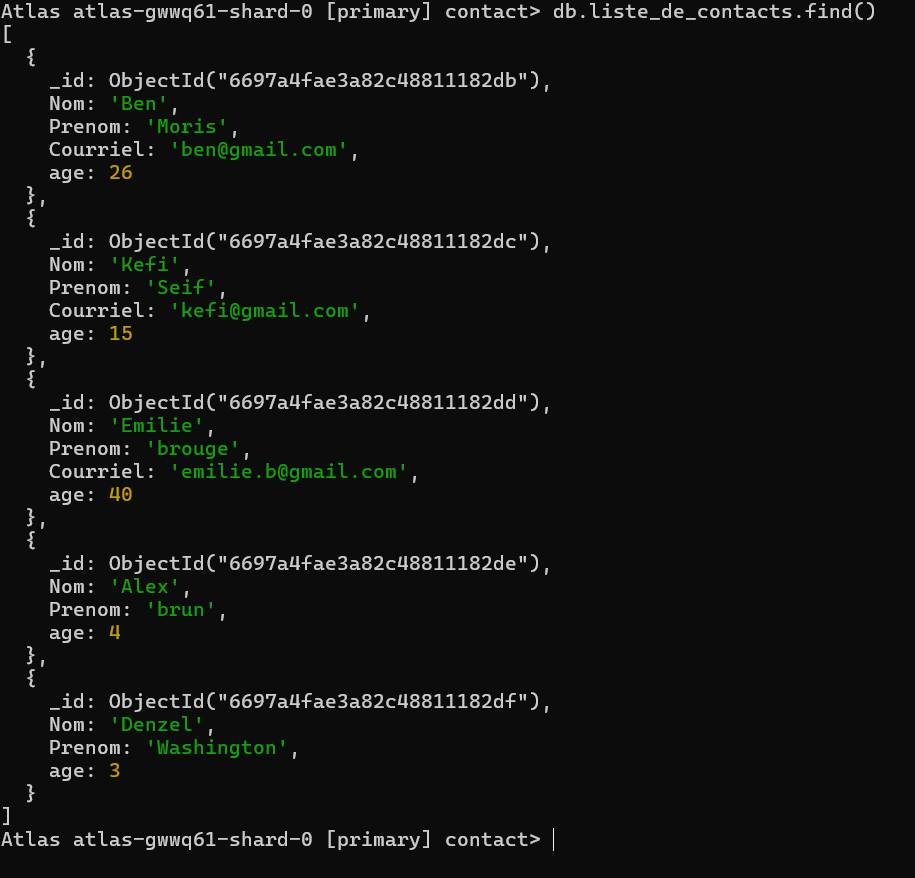 Atlas atlas-gwwq61-shard-0 [primary] contact> db.liste_de_contacts.find()
[
  {
    _id: ObjectId("6697a4fae3a82c48811182db"),
    Nom: 'Ben',
    Prenom: 'Moris',
    Courriel: 'ben@gmail.com',
    age: 26
  },
  {
    _id: ObjectId("6697a4fae3a82c48811182dc"),
    Nom: 'Kefi',
    Prenom: 'Seif',
    Courriel: 'kefi@gmail.com',
    age: 15
  },
  {
    _id: ObjectId("6697a4fae3a82c48811182dd"),
    Nom: 'Emilie',
    Prenom: 'brouge',
    Courriel: 'emilie.b@gmail.com',
    age: 40
  },
  {
    _id: ObjectId("6697a4fae3a82c48811182de"),
    Nom: 'Alex',
    Prenom: 'brun',
    age: 4
  },
  {
    _id: ObjectId("6697a4fae3a82c48811182df"),
    Nom: 'Denzel',
    Prenom: 'Washington',
    age: 3
  }
]
Atlas atlas-gwwq61-shard-0 [primary] contact>